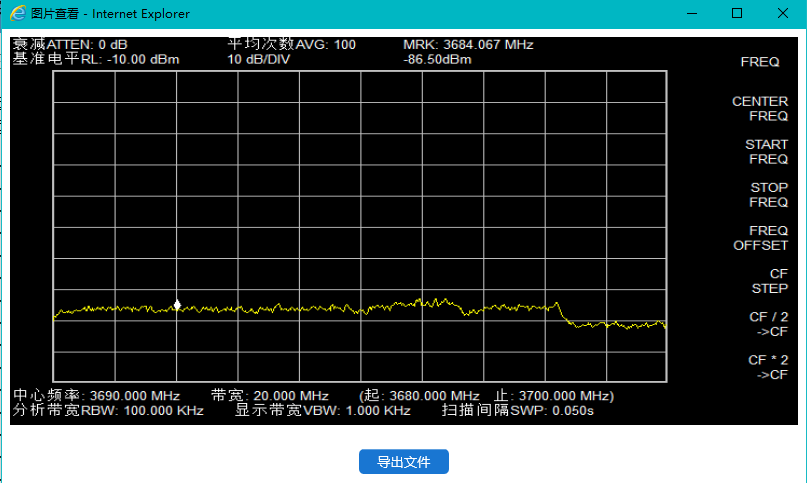 图片查看 - Internet Explorer
衰减ATTEN: 0 dB 平均次数AVG: 100 MRK: 3684.067 MHz
基准电平RL: -10.00 dBm 10 dB/DIV -86.50dBm
FREQ
CENTER
FREQ
START
FREQ
STOP
FREQ
FREQ
OFFSET
CF
STEP
CF / 2
->CF
CF * 2
->CF
中心频率: 3690.000 MHz 带宽: 20.000 MHz (起: 3680.000 MHz 止: 3700.000 MHz)
分析带宽RBW: 100.000 KHz 显示带宽VBW: 1.000 KHz 扫描间隔SWP: 0.050s
导出文件